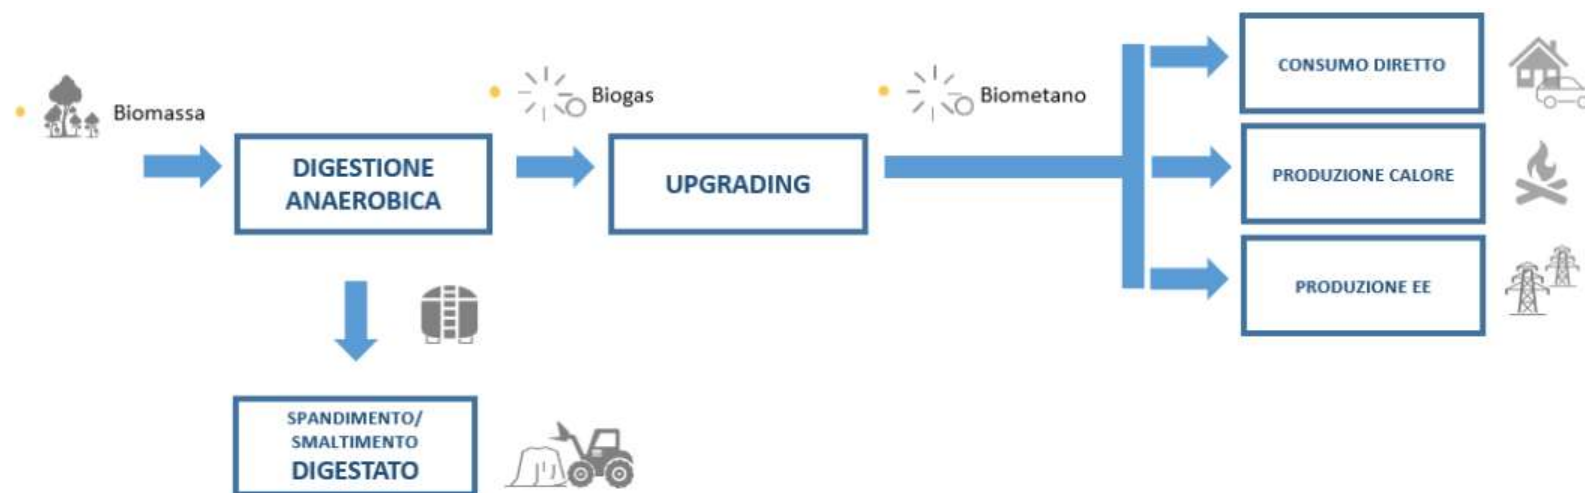 Biomassa
DIGESTIONE
ANAEROBICA
Biogas
UPGRADING
Biometano
CONSUMO DIRETTO
PRODUZIONE CALORE
PRODUZIONE EE
SPANDIMENTO/
SMALTIMENTO
DIGESTATO